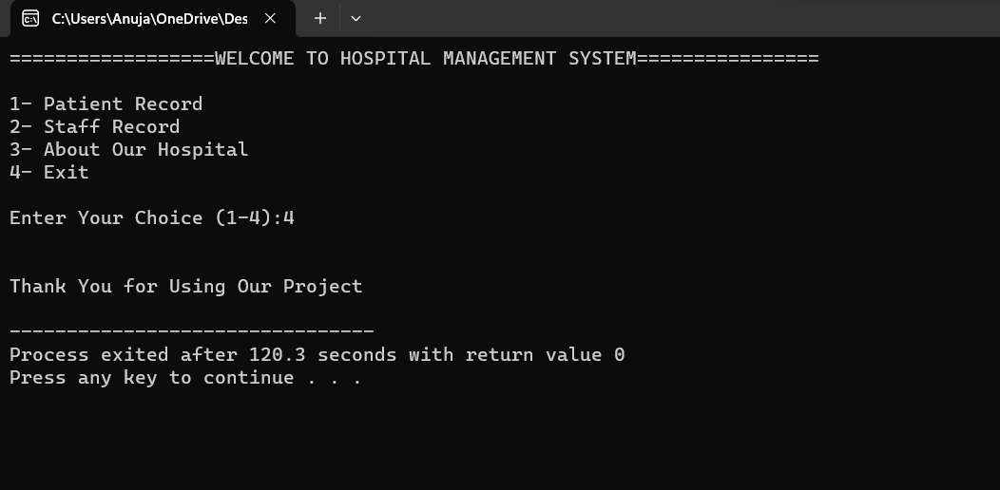 C:\Users\Anuja\OneDrive\Des
==================WELCOME TO HOSPITAL MANAGEMENT SYSTEM================
1- Patient Record
2- Staff Record
3- About Our Hospital
4- Exit
Enter Your Choice (1-4):4
Thank You for Using Our Project
--------------------------------
Process exited after 120.3 seconds with return value 0
Press any key to continue . . .